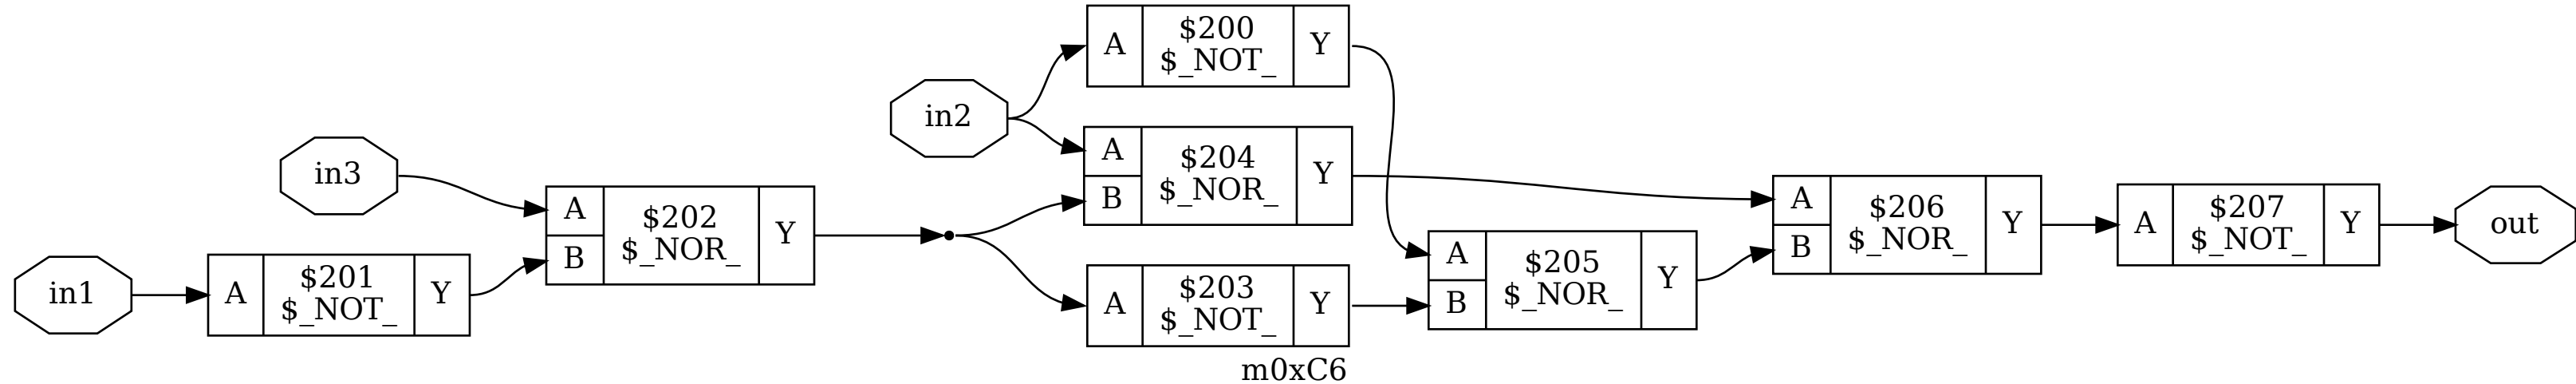 in1
A
$201
$_NOT_
Y
in3
A
B
$202
$_NOR_
Y
in2
A
$200
$_NOT_
Y
A
B
$204
$_NOR_
Y
A
$203
$_NOT_
Y
A
B
$205
$_NOR_
Y
A
B
$206
$_NOR_
Y
A
$207
$_NOT_
Y
out
m0xC6